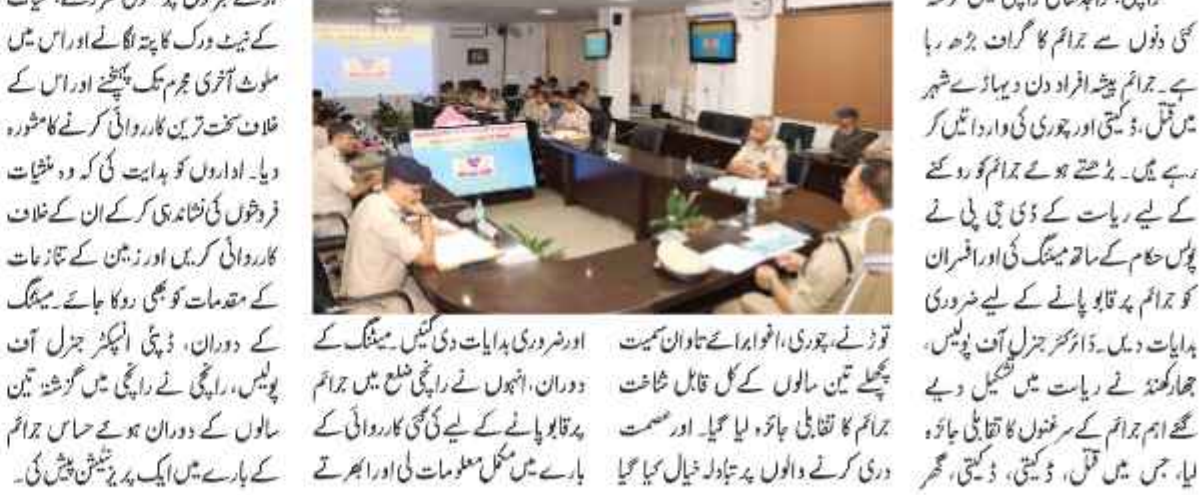 کئی دنوں سے جرائم کا گراف بڑھ رہا
ہے۔ جرائم پیشہ افراد دن دیہاڑے شہر
میں قتل، ڈکیتی اور چوری کی وارداتیں کر
رہے ہیں۔ بڑھتے ہوئے جرائم کو روکنے
کے لیے ریاست کے ڈی جی پی نے
پولس حکام کے ساتھ میٹنگ کی اور افسران
کو جرائم پر قابو پانے کے لیے ضروری
ہدایات دیں۔ ڈائرکٹر جنرل آف پولیس،
جھارکھنڈ نے ریاست میں تشکیل دیے
گئے اہم جرائم کے سرغنوں کا تقابلی جائزہ
لیا، جس میں قتل، ڈکیتی، ڈکیتی، گھر
توڑنے، چوری، اغوا برائے تاوان سمیت
پچھلے تین سالوں کے کل قابل شناخت
جرائم کا تقابلی جائزہ لیا گیا۔ اور عصمت
دری کرنے والوں پر تبادلہ خیال کیا گیا
اور ضروری ہدایات دی گئیں۔ میٹنگ کے
دوران، انہوں نے رانچی ضلع میں جرائم
پر قابو پانے کے لیے کی گئی کارروائی کے
بارے میں مکمل معلومات لی اور ابھرتے
کے نیٹ ورک کا پتہ لگانے اور اس میں
ملوث آخری مجرم تک پہنچنے اور اس کے
خلاف سخت ترین کارروائی کرنے کا مشورہ
دیا۔ اداروں کو ہدایت کی کہ وہ منشیات
فروشوں کی نشاندہی کر کے ان کے خلاف
کارروائی کریں اور زمین کے تنازعات
کے مقدمات کو بھی روکا جائے۔ میٹنگ
کے دوران، ڈپٹی انسپکٹر جنرل آف
پولیس، رانچی نے رانچی میں گزشتہ تین
سالوں کے دوران ہوئے حساس جرائم
کے بارے میں ایک پریزنٹیشن پیش کی۔